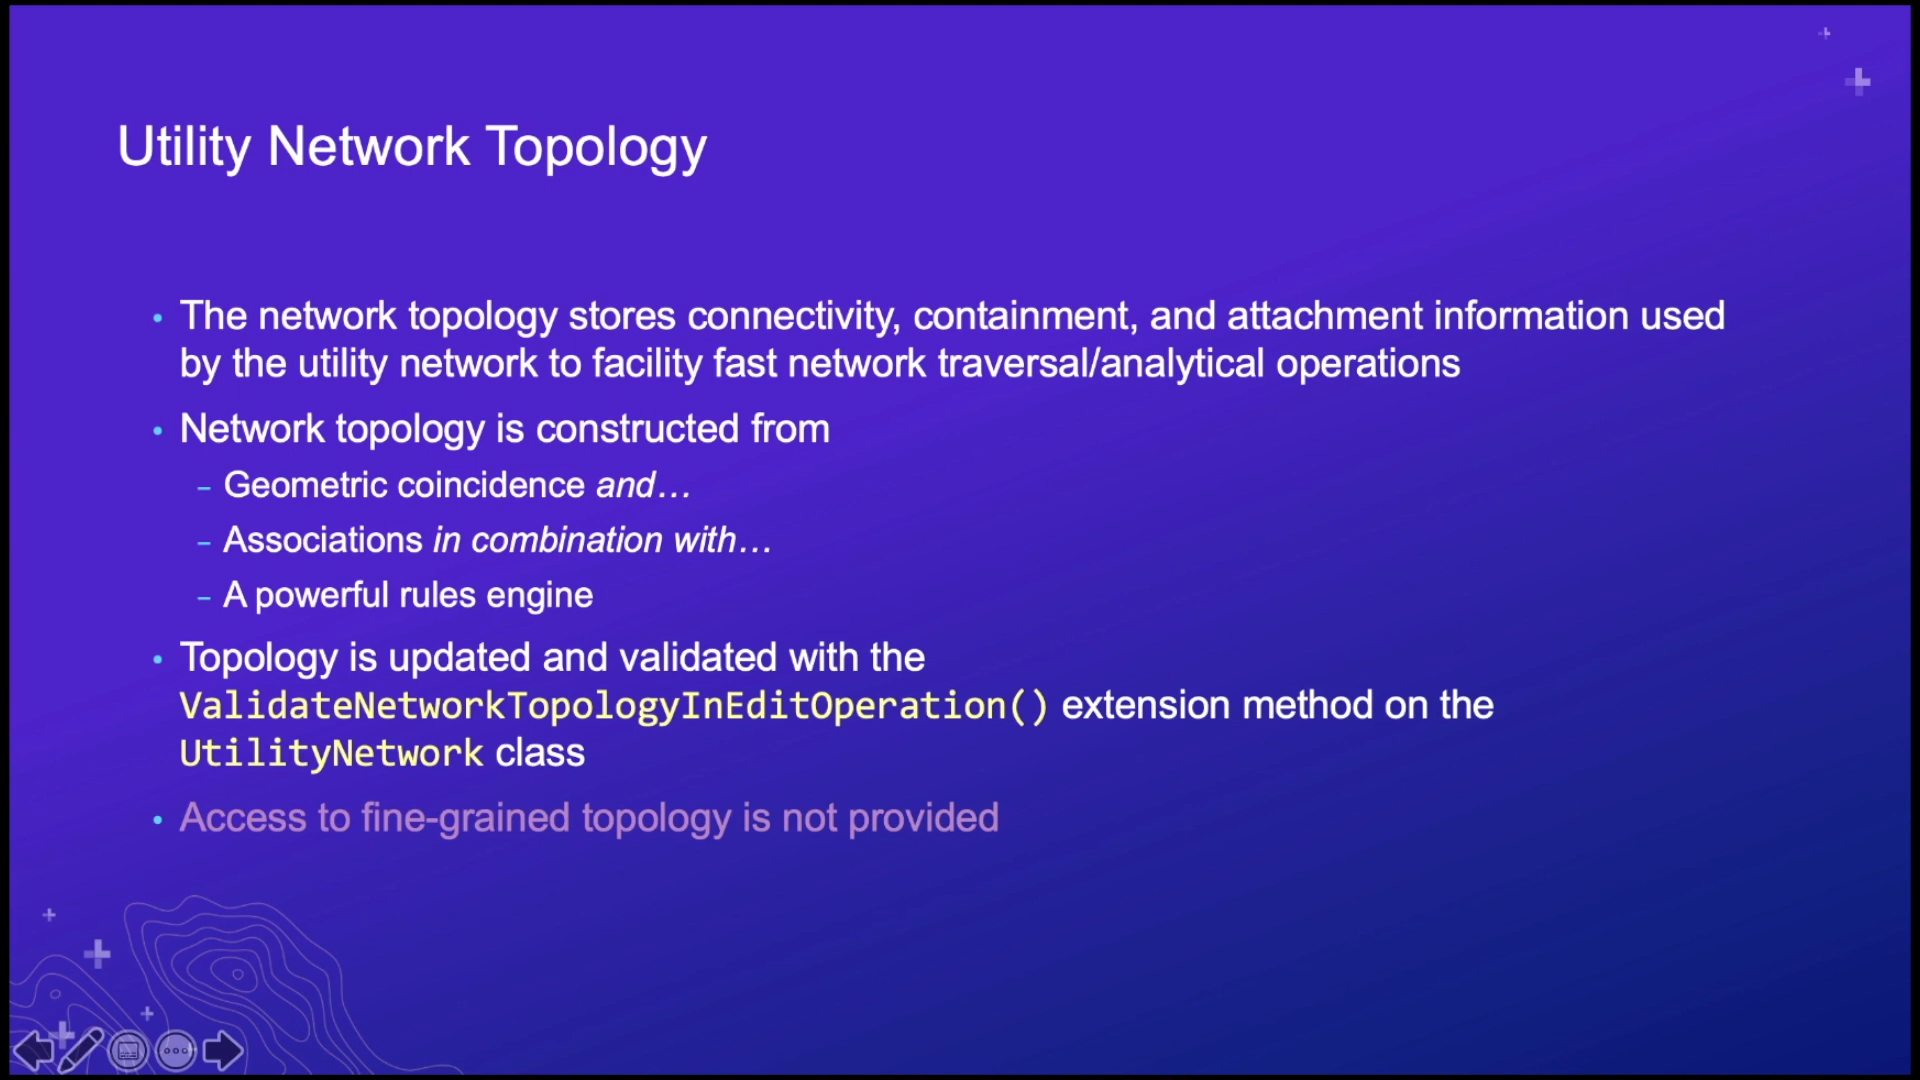 Utility Network Topology
• The network topology stores connectivity, containment, and attachment information used
by the utility network to facility fast network traversal/analytical operations
• Network topology is constructed from
– Geometric coincidence and…
– Associations in combination with…
– A powerful rules engine
• Topology is updated and validated with the
ValidateNetworkTopologyInEditOperation() extension method on the
UtilityNetwork class
• Access to fine-grained topology is not provided